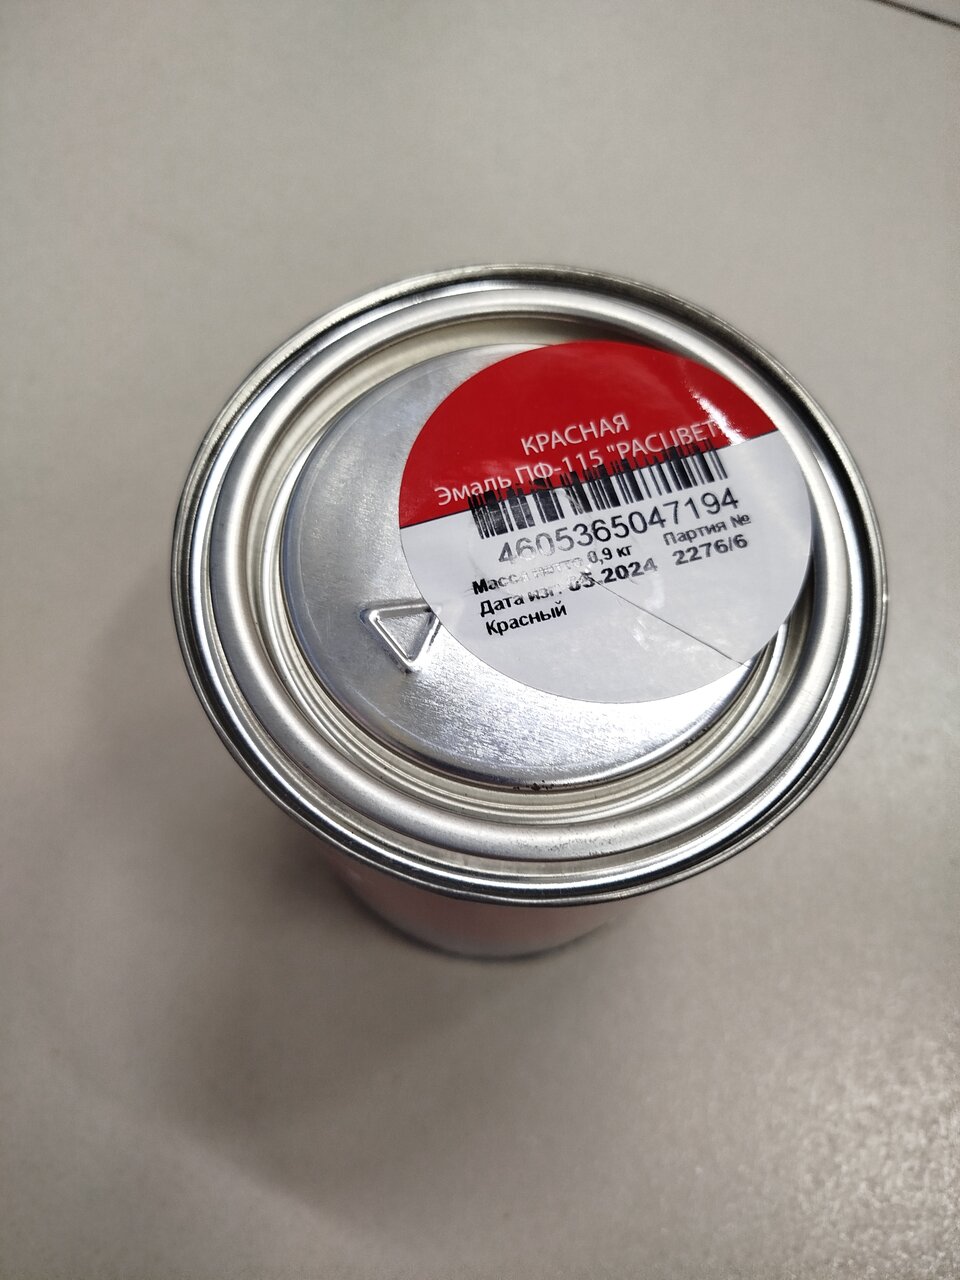 КРАСНАЯ
Эмаль ПФ-115 "РАСЦВЕТ"
4605365047194
Масса нетто 0,9 кг Партия №
Дата изг. 05.2024 2276/6
Красный